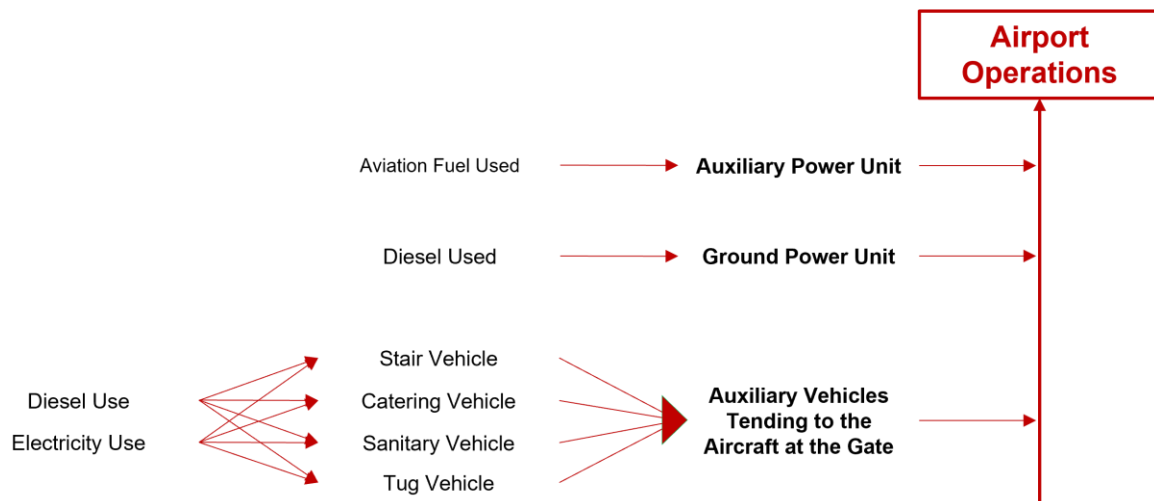 Airport
Operations
Aviation Fuel Used
Auxiliary Power Unit
Diesel Used
Ground Power Unit
Stair Vehicle
Diesel Use
Catering Vehicle
Auxiliary Vehicles
Tending to the
Aircraft at the Gate
Electricity Use
Sanitary Vehicle
Tug Vehicle